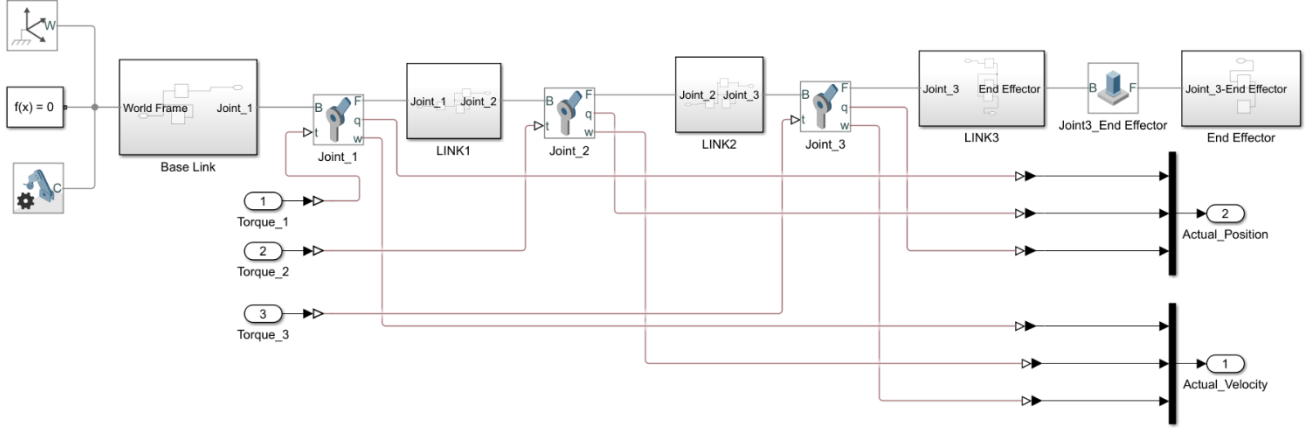 W
f(x) = 0
C
World Frame
Joint_1
Base Link
B
F
q
t
w
Joint_1
Joint_1
Joint_2
LINK1
B
F
q
t
w
Joint_2
Joint_2
Joint_3
LINK2
B
F
q
t
w
Joint_3
Joint_3
End Effector
LINK3
B
F
Joint3_End Effector
Joint_3-End Effector
End Effector
1
Torque_1
2
Torque_2
3
Torque_3
2
Actual_Position
1
Actual_Velocity